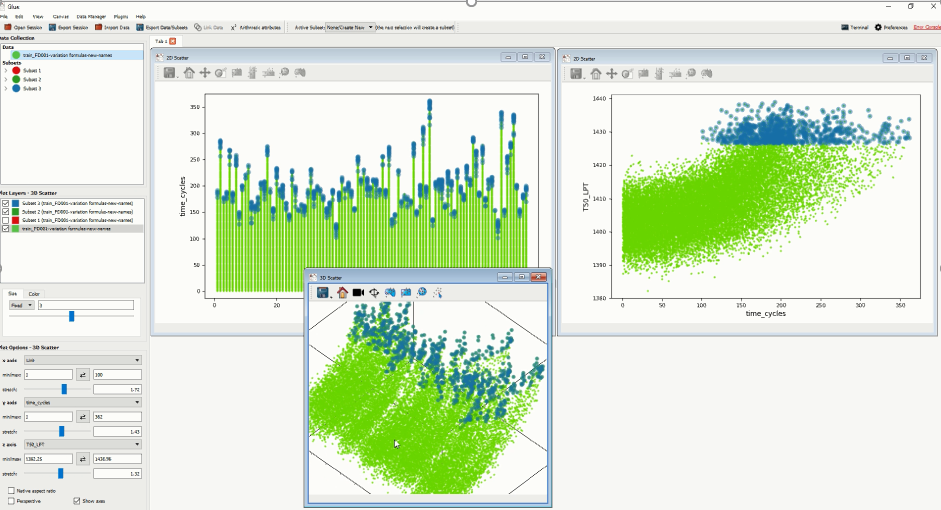 Glue
File Edit View Canvas Data Manager Plugins Help
Open Session Export Session Import Data Export Data/Subsets Link Data Arithmetic attributes Active Subset: None/Create New (the next selection will create a subset) Terminal Preferences Error Console
Data Collection
Data
train_FD001-variation formulas-new-names
Subsets
Subset 1
Subset 2
Subset 3
Plot Layers - 3D Scatter
Subset 3 (train_FD001-variation formulas-new-names)
Subset 2 (train_FD001-variation formulas-new-names)
Subset 1 (train_FD001-variation formulas-new-names)
train_FD001-variation formulas-new-names
Size Color
Fixed 3
Plot Options - 3D Scatter
x axis
min/max: 1 100
stretch: 1.72
y axis time_cycles
min/max: 1 362
stretch: 1.43
z axis T50_LPT
min/max:
stretch: 1.32
Native aspect ratio
Perspective Show axes
Tab 1
2D Scatter
350
300
250
200
150
100
50
0
time_cycles
0 20
2D Scatter
1440
1430
1420
1410
1400
1390
1380
T50_LPT
0 50 100 150 200 250 300 350
time_cycles
3D Scatter